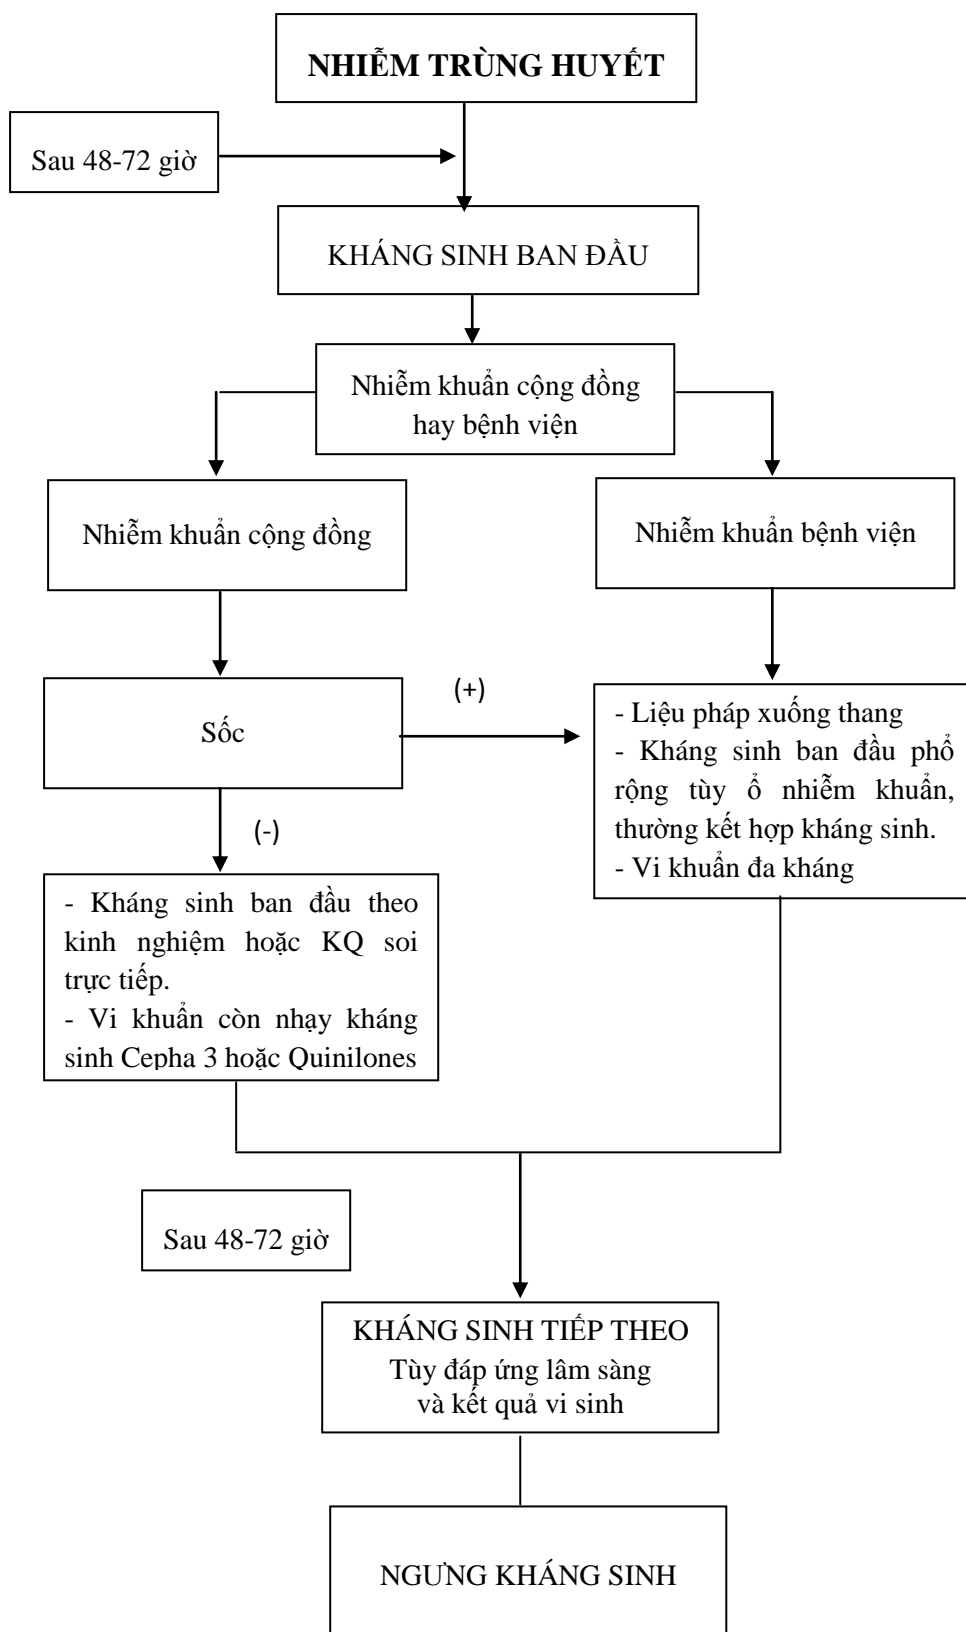 NHIỄM TRÙNG HUYẾT
Sau 48-72 giờ
KHÁNG SINH BAN ĐẦU
Nhiễm khuẩn cộng đồng
hay bệnh viện
Nhiễm khuẩn cộng đồng
Nhiễm khuẩn bệnh viện
Sốc
(+)
- Liệu pháp xuống thang
- Kháng sinh ban đầu phổ
rộng tùy ổ nhiễm khuẩn,
thường kết hợp kháng sinh.
- Vi khuẩn đa kháng
(-)
- Kháng sinh ban đầu theo
kinh nghiệm hoặc KQ soi
trực tiếp.
- Vi khuẩn còn nhạy kháng
sinh Cepha 3 hoặc Quinilones
Sau 48-72 giờ
KHÁNG SINH TIẾP THEO
Tùy đáp ứng lâm sàng
và kết quả vi sinh
NGƯNG KHÁNG SINH